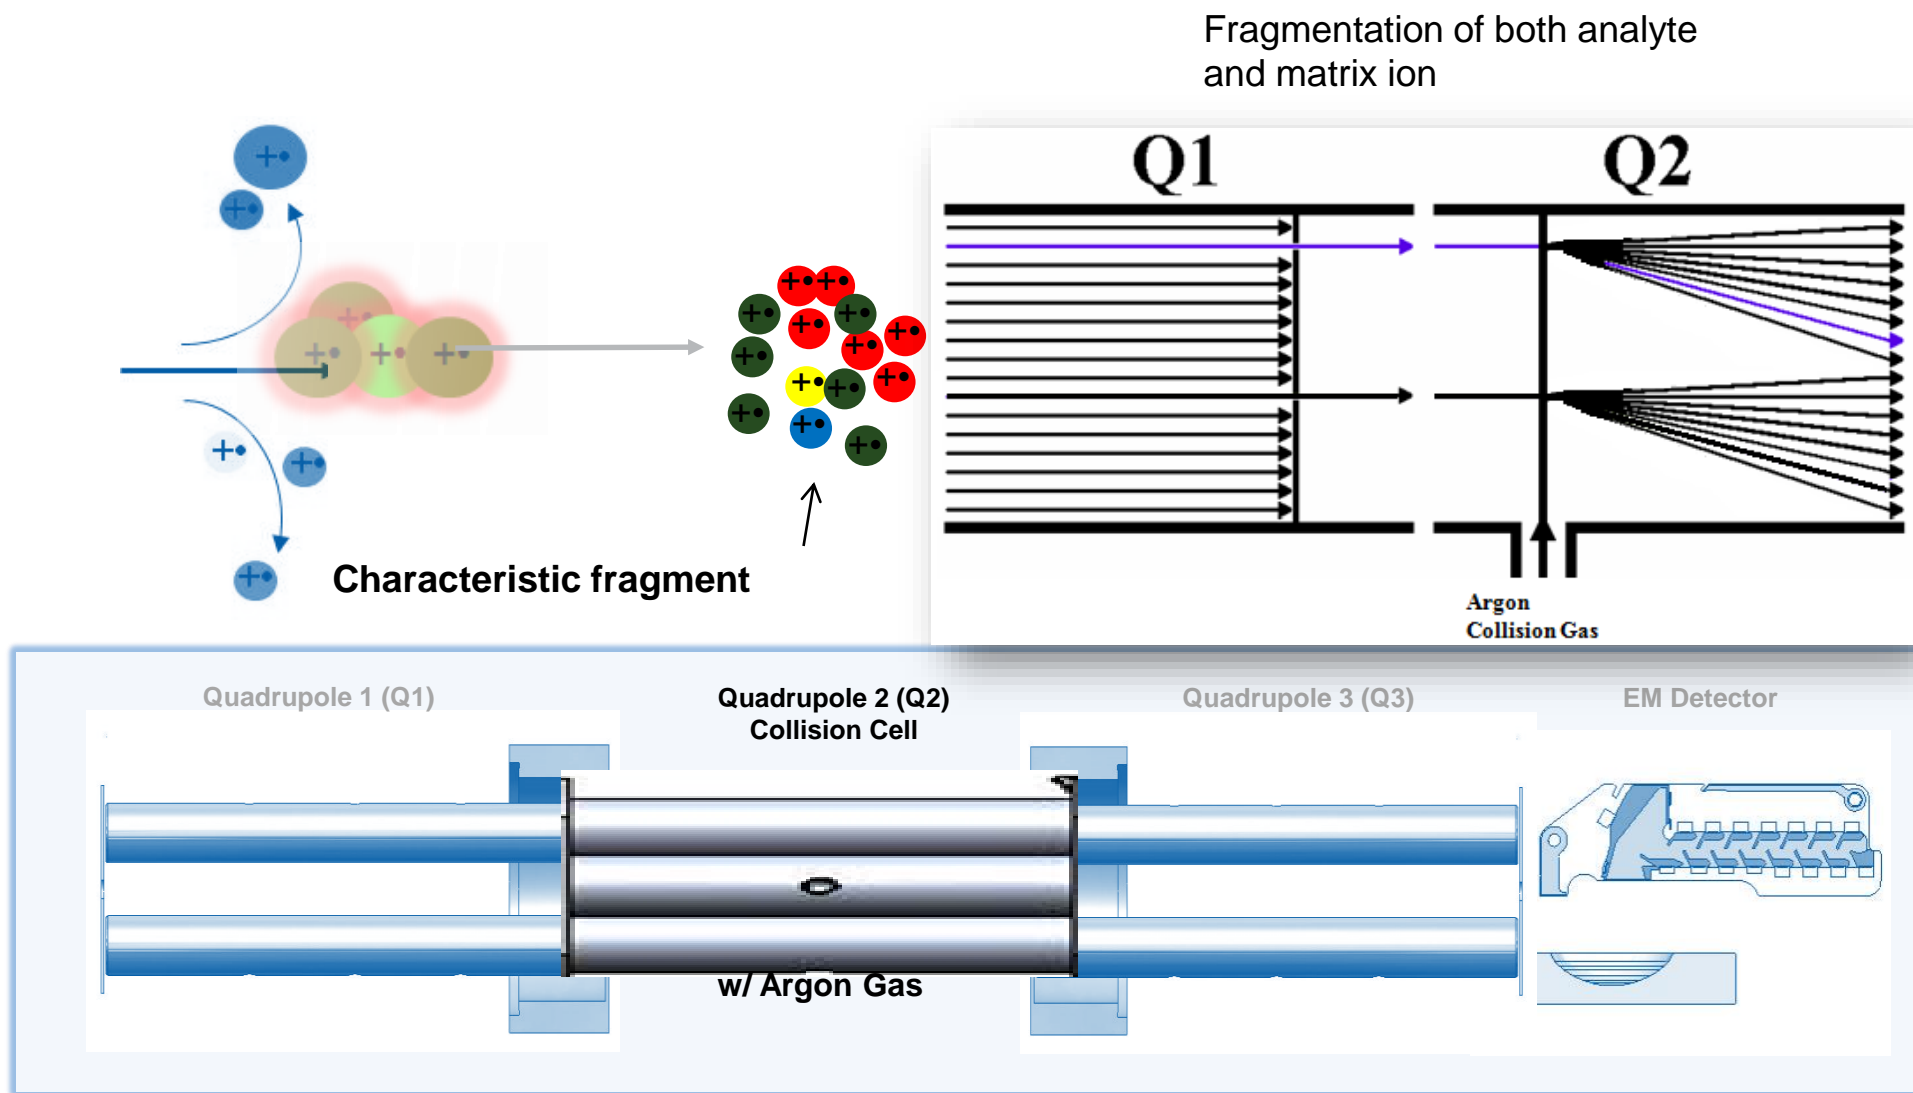 Fragmentation of both analyte
and matrix ion
Q1
Q2
Characteristic fragment
Argon
Collision Gas
Quadrupole 1 (Q1)
Quadrupole 2 (Q2)
Collision Cell
Quadrupole 3 (Q3)
EM Detector
w/ Argon Gas